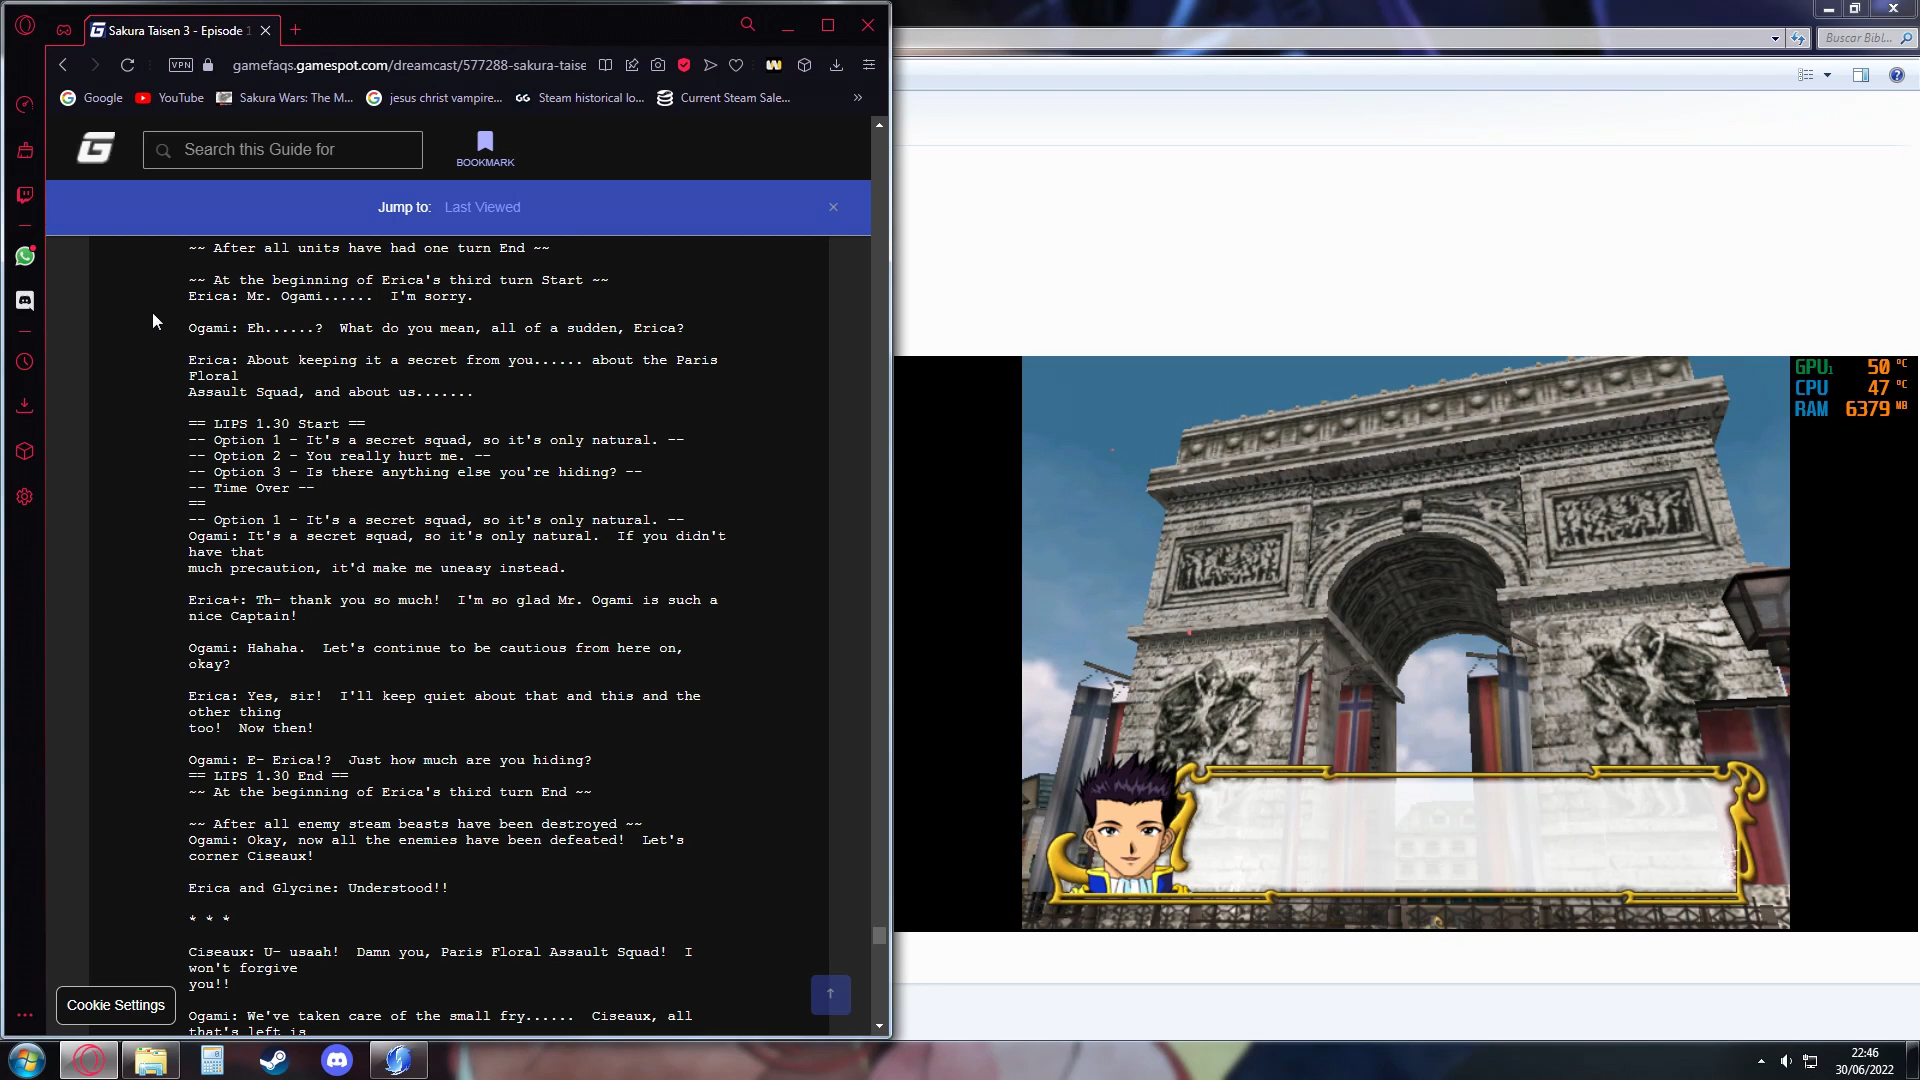 Sakura Taisen 3 - Episode 1
VPN
gamefaqs.gamespot.com/dreamcast/577288-sakura-taise
Google
YouTube
Sakura Wars: The M...
jesus christ vampire...
GG
Steam historical lo...
Current Steam Sale...
Search this Guide for
BOOKMARK
Jump to: Last Viewed
~~ After all units have had one turn End ~~
~~ At the beginning of Erica's third turn Start ~~
Erica: Mr. Ogami...... I'm sorry.
Ogami: Eh......? What do you mean, all of a sudden, Erica?
Erica: About keeping it a secret from you...... about the Paris
Floral
Assault Squad, and about us.......
== LIPS 1.30 Start ==
-- Option 1 - It's a secret squad, so it's only natural. --
-- Option 2 - You really hurt me. --
-- Option 3 - Is there anything else you're hiding? --
-- Time Over --
==
-- Option 1 - It's a secret squad, so it's only natural. --
Ogami: It's a secret squad, so it's only natural. If you didn't
have that
much precaution, it'd make me uneasy instead.
Erica+: Th- thank you so much! I'm so glad Mr. Ogami is such a
nice Captain!
Ogami: Hahaha. Let's continue to be cautious from here on,
okay?
Erica: Yes, sir! I'll keep quiet about that and this and the
other thing
too! Now then!
Ogami: E- Erica!? Just how much are you hiding?
== LIPS 1.30 End ==
~~ At the beginning of Erica's third turn End ~~
~~ After all enemy steam beasts have been destroyed ~~
Ogami: Okay, now all the enemies have been defeated! Let's
corner Ciseaux!
Erica and Glycine: Understood!!
* * *
Ciseaux: U- usaah! Damn you, Paris Floral Assault Squad! I
won't forgive
you!!
Ogami: We've taken care of the small fry...... Ciseaux, all
that's left is
Cookie Settings
Buscar Bibl...
GPU1 50 °C
CPU 47 °C
RAM 6379 MB
22:46
30/06/2022